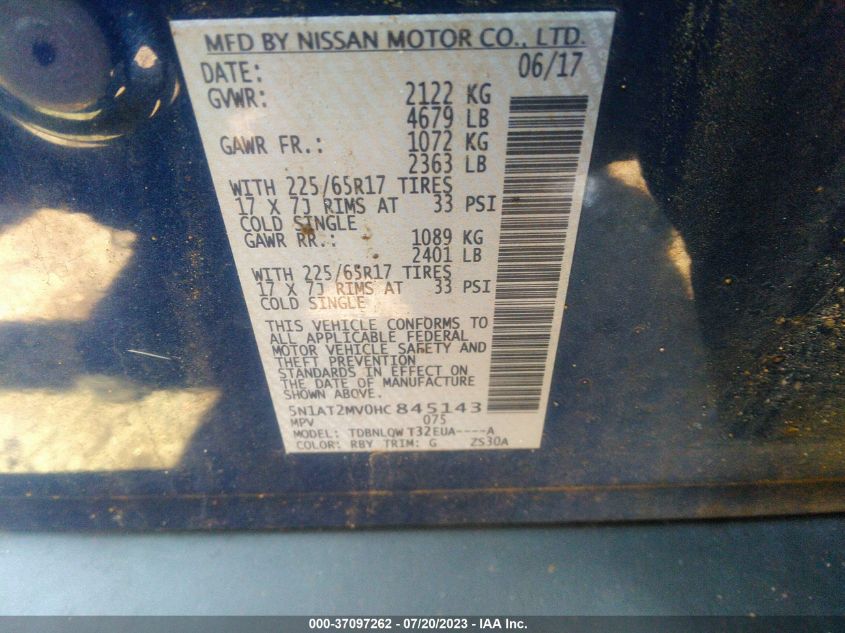 MFD BY NISSAN MOTOR CO., LTD.
DATE: 06/17
GVWR: 2122 KG
4679 LB
GAWR FR.: 1072 KG
2363 LB
WITH 225/65R17 TIRES
17 X 7J RIMS AT 33 PSI
COLD SINGLE
GAWR RR.: 1089 KG
2401 LB
WITH 225/65R17 TIRES
17 X 7J RIMS AT 33 PSI
COLD SINGLE
THIS VEHICLE CONFORMS TO
ALL APPLICABLE FEDERAL
MOTOR VEHICLE SAFETY AND
THEFT PREVENTION
STANDARDS IN EFFECT ON
THE DATE OF MANUFACTURE
SHOWN ABOVE.
5N1AT2MV0HC 845143
MPV 075
MODEL: TDBNLQW T32EUA----A
COLOR: RBY TRIM: G ZS30A
000-37097262 - 07/20/2023 - IAA Inc.